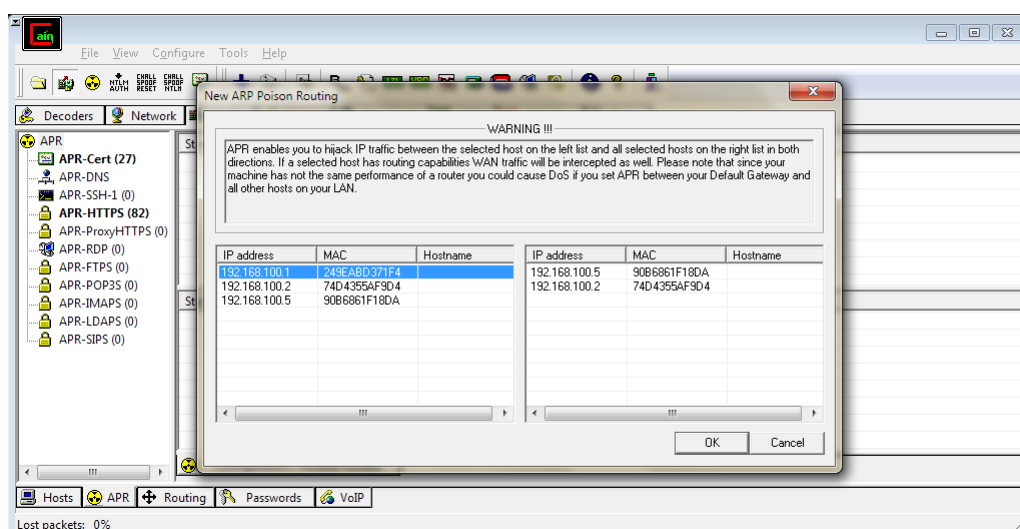 Cain
File View Configure Tools Help
NTLM AUTH CHALL SPOOF RESET CHALL SPOOF NTLM
Decoders Network
APR
APR-Cert (27)
APR-DNS
APR-SSH-1 (0)
APR-HTTPS (82)
APR-ProxyHTTPS (0)
APR-RDP (0)
APR-FTPS (0)
APR-POP3S (0)
APR-IMAPS (0)
APR-LDAPS (0)
APR-SIPS (0)
New ARP Poison Routing
WARNING !!!
APR enables you to hijack IP traffic between the selected host on the left list and all selected hosts on the right list in both
directions. If a selected host has routing capabilities WAN traffic will be intercepted as well. Please note that since your
machine has not the same performance of a router you could cause DoS if you set APR between your Default Gateway and
all other hosts on your LAN.
IP address MAC Hostname
192.168.100.1 249EABD371F4
192.168.100.2 74D4355AF9D4
192.168.100.5 90B6861F18DA
IP address MAC Hostname
192.168.100.5 90B6861F18DA
192.168.100.2 74D4355AF9D4
OK Cancel
Hosts APR Routing Passwords VoIP
Lost packets: 0%